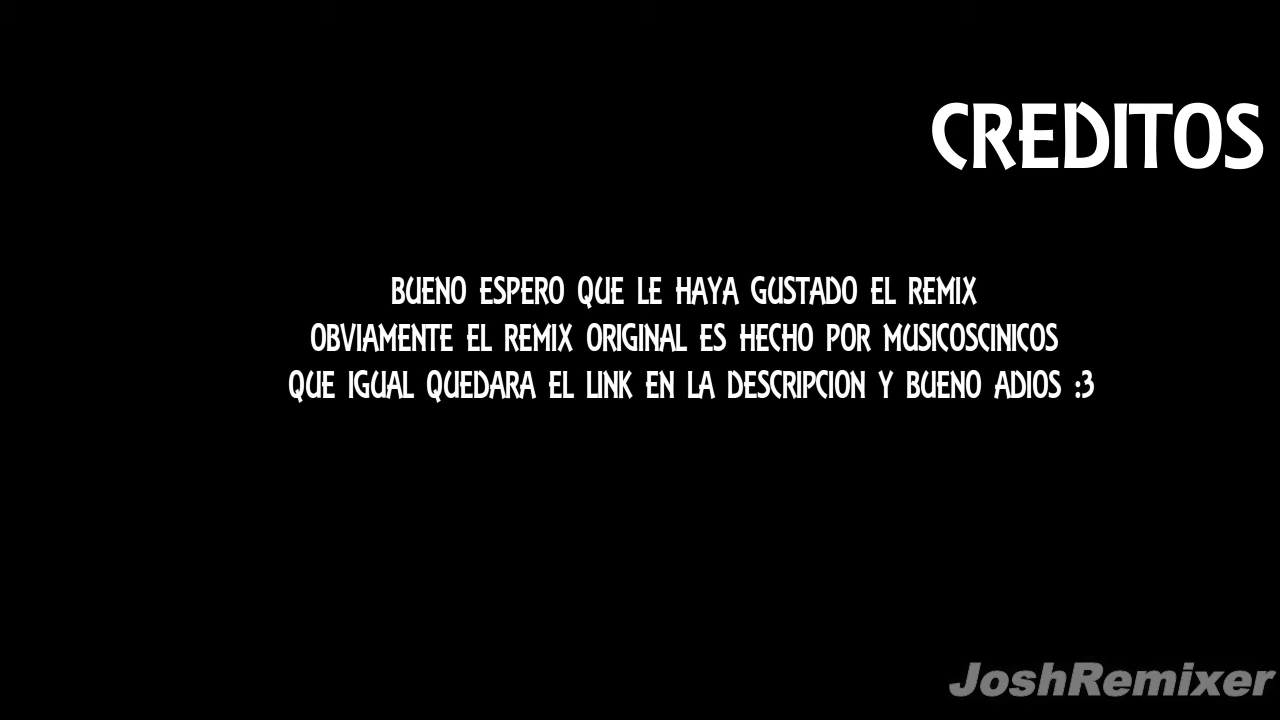 CREDITOS
BUENO ESPERO QUE LE HAYA GUSTADO EL REMIX
OBVIAMENTE EL REMIX ORIGINAL ES HECHO POR MUSICOSCINICOS
QUE IGUAL QUEDARA EL LINK EN LA DESCRIPCION Y BUENO ADIOS :3
JoshRemixer